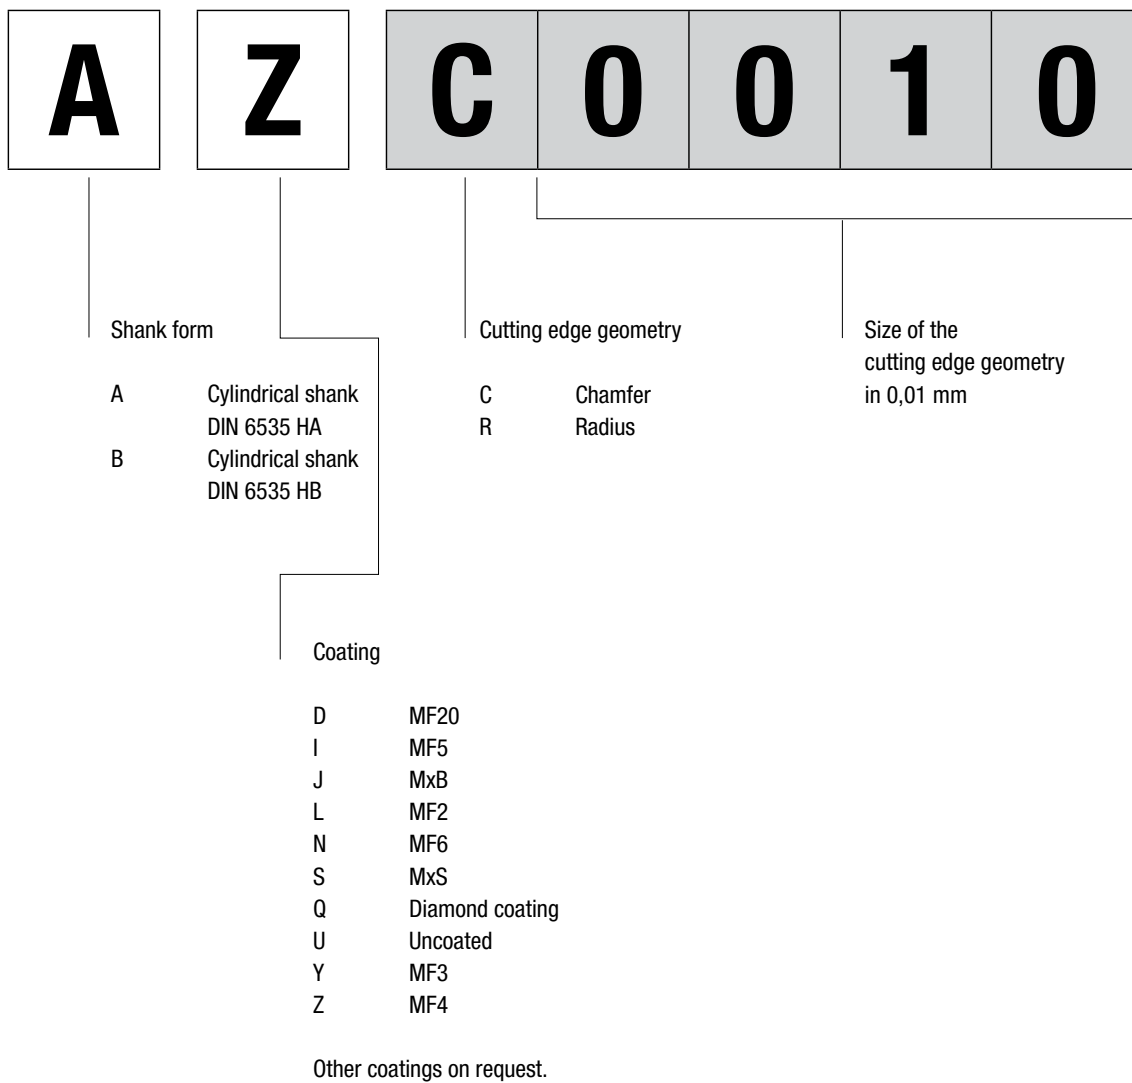 A Z C 0 0 1 0
Shank form
A Cylindrical shank
DIN 6535 HA
B Cylindrical shank
DIN 6535 HB
Cutting edge geometry
C Chamfer
R Radius
Size of the
cutting edge geometry
in 0,01 mm
Coating
D MF20
I MF5
J MxB
L MF2
N MF6
S MxS
Q Diamond coating
U Uncoated
Y MF3
Z MF4
Other coatings on request.